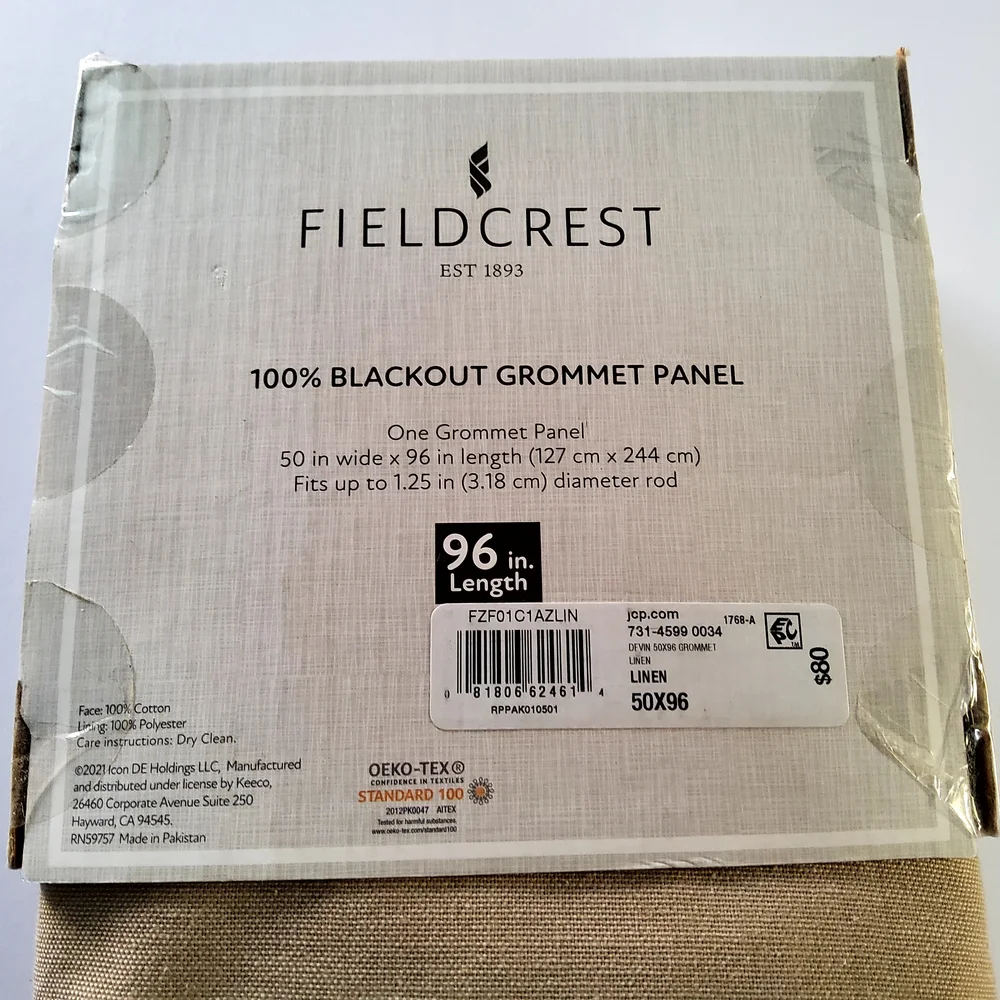 FIELDCREST
EST 1893
100% BLACKOUT GROMMET PANEL
One Grommet Panel
50 in wide x 96 in length (127 cm x 244 cm)
Fits up to 1.25 in (3.18 cm) diameter rod
96 in.
Length
FZF01C1AZLIN
0 81806 62461 4
RPPAK010501
jcp.com 1768-A
731-4599 0034
DEVIN 50X96 GROMMET
LINEN
LINEN
50X96
$80
Face: 100% Cotton
Lining: 100% Polyester
Care instructions: Dry Clean.
©2021 Icon DE Holdings LLC, Manufactured
and distributed under license by Keeco,
26460 Corporate Avenue Suite 250
Hayward, CA 94545.
RN59757 Made in Pakistan
OEKO-TEX®
CONFIDENCE IN TEXTILES
STANDARD 100
2012PK0047 AITEX
Tested for harmful substances.
www.oeko-tex.com/standard100